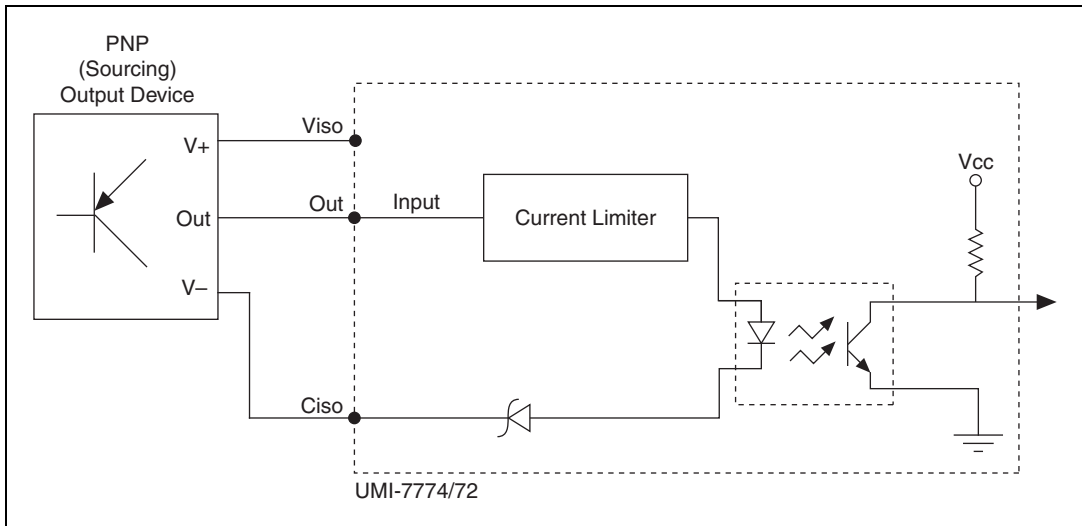 PNP
(Sourcing)
Output Device
V+
Out
V–
Viso
Out
Input
Current Limiter
Vcc
Ciso
UMI-7774/72